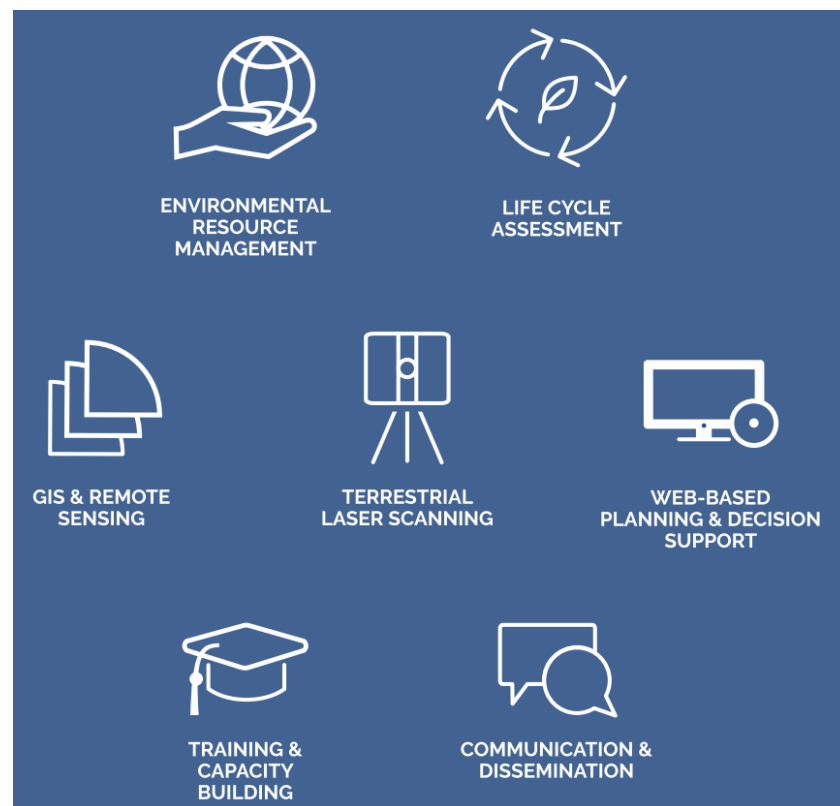 ENVIRONMENTAL
RESOURCE
MANAGEMENT
LIFE CYCLE
ASSESSMENT
GIS & REMOTE
SENSING
TERRESTRIAL
LASER SCANNING
WEB-BASED
PLANNING & DECISION
SUPPORT
TRAINING &
CAPACITY
BUILDING
COMMUNICATION &
DISSEMINATION